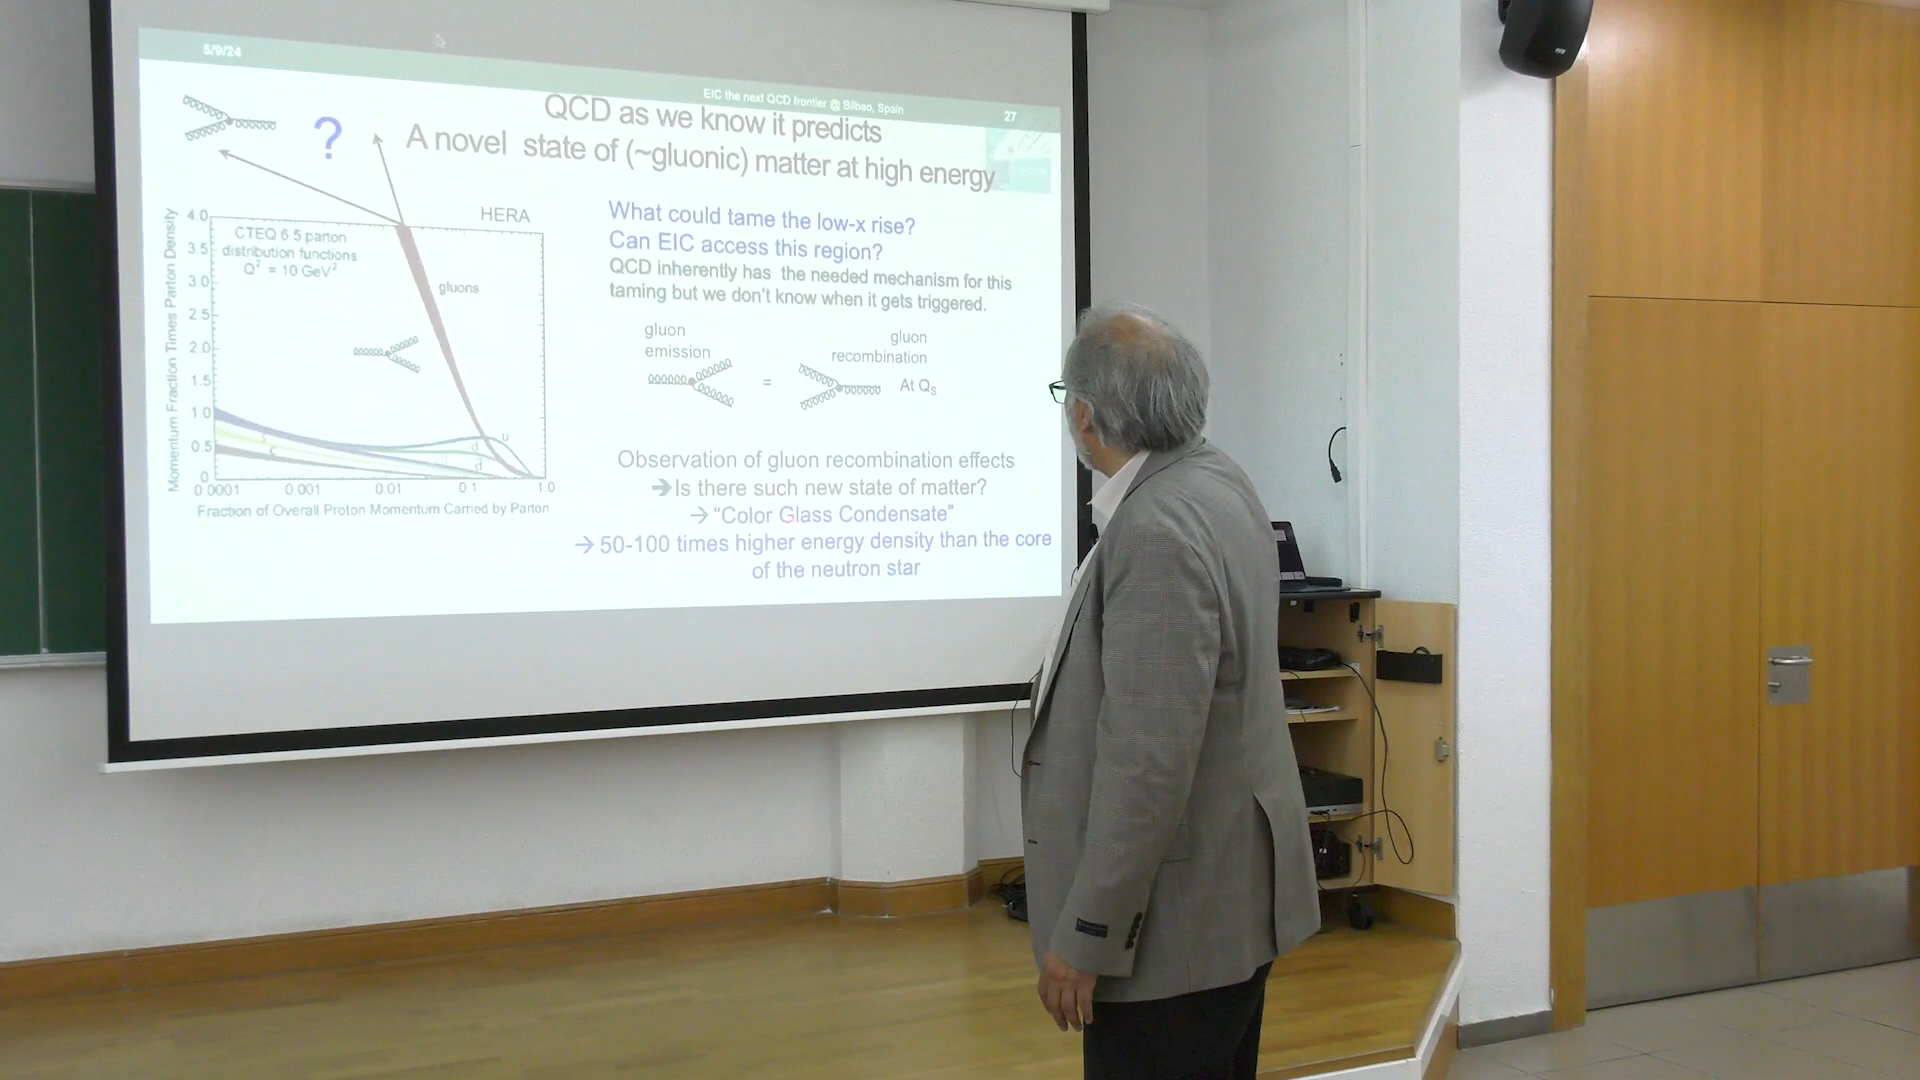 5/9/24
EIC the next QCD frontier @ Bilbao, Spain
27
QCD as we know it predicts
A novel state of (~gluonic) matter at high energy
?
HERA
CTEQ 6.5 parton
distribution functions
Q² = 10 GeV²
gluons
Momentum Fraction Times Parton Density
4.0
3.5
3.0
2.5
2.0
1.5
1.0
0.5
0
u
d
d
s
c
0.0001
0.001
0.01
0.1
1.0
Fraction of Overall Proton Momentum Carried by Parton
What could tame the low-x rise?
Can EIC access this region?
QCD inherently has the needed mechanism for this
taming but we don't know when it gets triggered.
gluon
emission
=
gluon
recombination
At Qs
Observation of gluon recombination effects
➔ Is there such new state of matter?
→ "Color Glass Condensate"
→ 50-100 times higher energy density than the core
of the neutron star